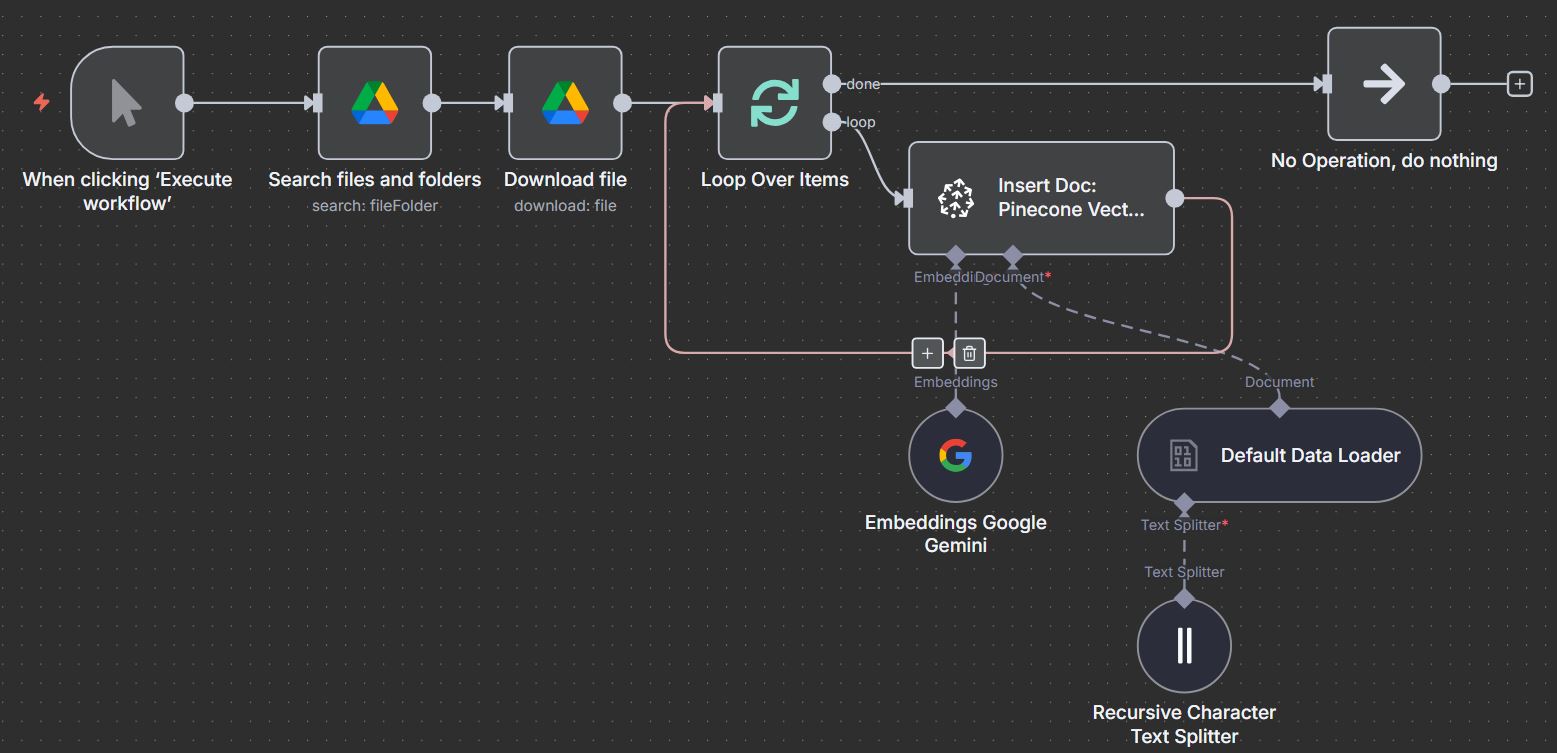 When clicking ‘Execute
workflow’
Search files and folders
search: fileFolder
Download file
download: file
Loop Over Items
done
loop
Insert Doc:
Pinecone Vect...
Document*
No Operation, do nothing
Embeddings
Embeddings Google
Gemini
Document
Default Data Loader
Text Splitter*
Text Splitter
Recursive Character
Text Splitter